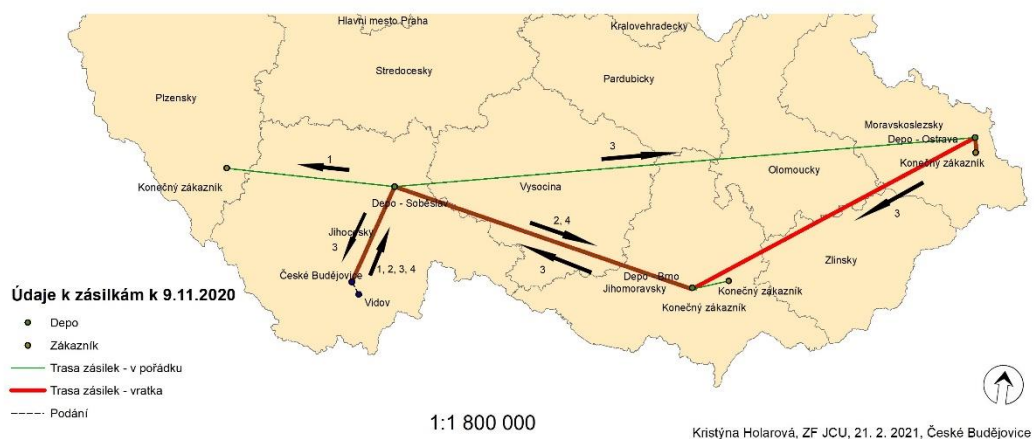 Hlavní mesto Praha
Kralovehradecky
Stredocesky
Pardubicky
Plzensky
Moravskoslezsky
Depo - Ostrava
1
3
Konečný zákazník
Olomoucky
Konečný zákazník
Vysocina
Depo - Soběslav
2, 4
3
Jihocesky
3
Zlinsky
1, 2, 3, 4
3
České Budějovice
Depo - Brno
Jihomoravsky
Konečný zákazník
Vidov
Konečný zákazník
Údaje k zásilkám k 9.11.2020
Depo
Zákazník
Trasa zásilek - v pořádku
Trasa zásilek - vratka
Podání
1:1 800 000
Kristýna Holarová, ZF JCU, 21. 2. 2021, České Budějovice